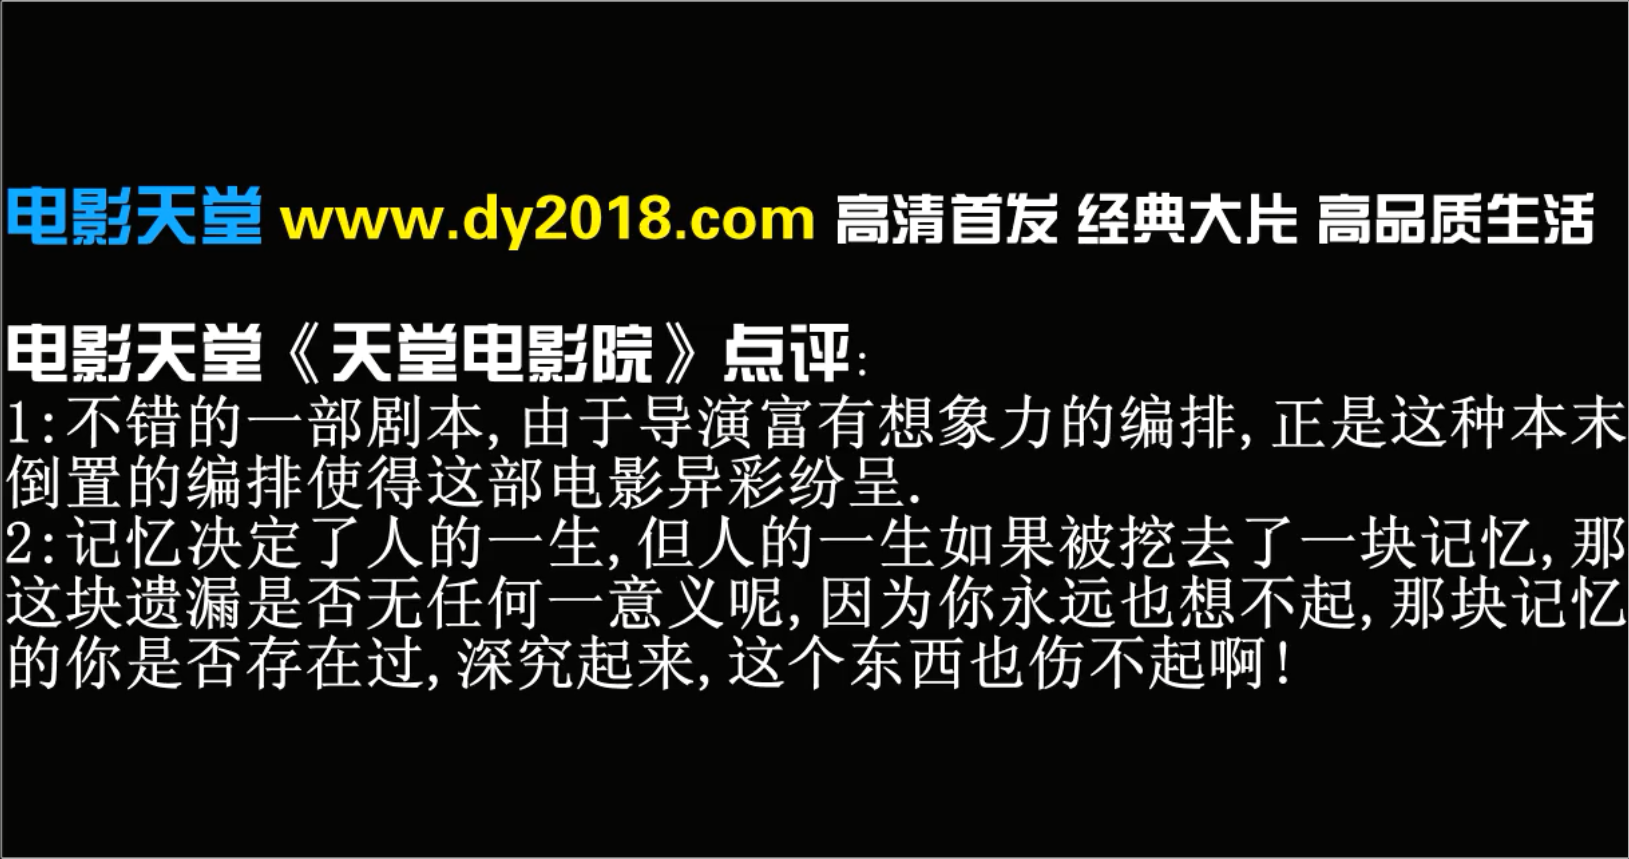 电影天堂 www.dy2018.com 高清首发 经典大片 高品质生活
电影天堂《天堂电影院》点评:
1:不错的一部剧本,由于导演富有想象力的编排,正是这种本末
倒置的编排使得这部电影异彩纷呈.
2:记忆决定了人的一生,但人的一生如果被挖去了一块记忆,那
这块遗漏是否无任何一意义呢,因为你永远也想不起,那块记忆
的你是否存在过,深究起来,这个东西也伤不起啊!